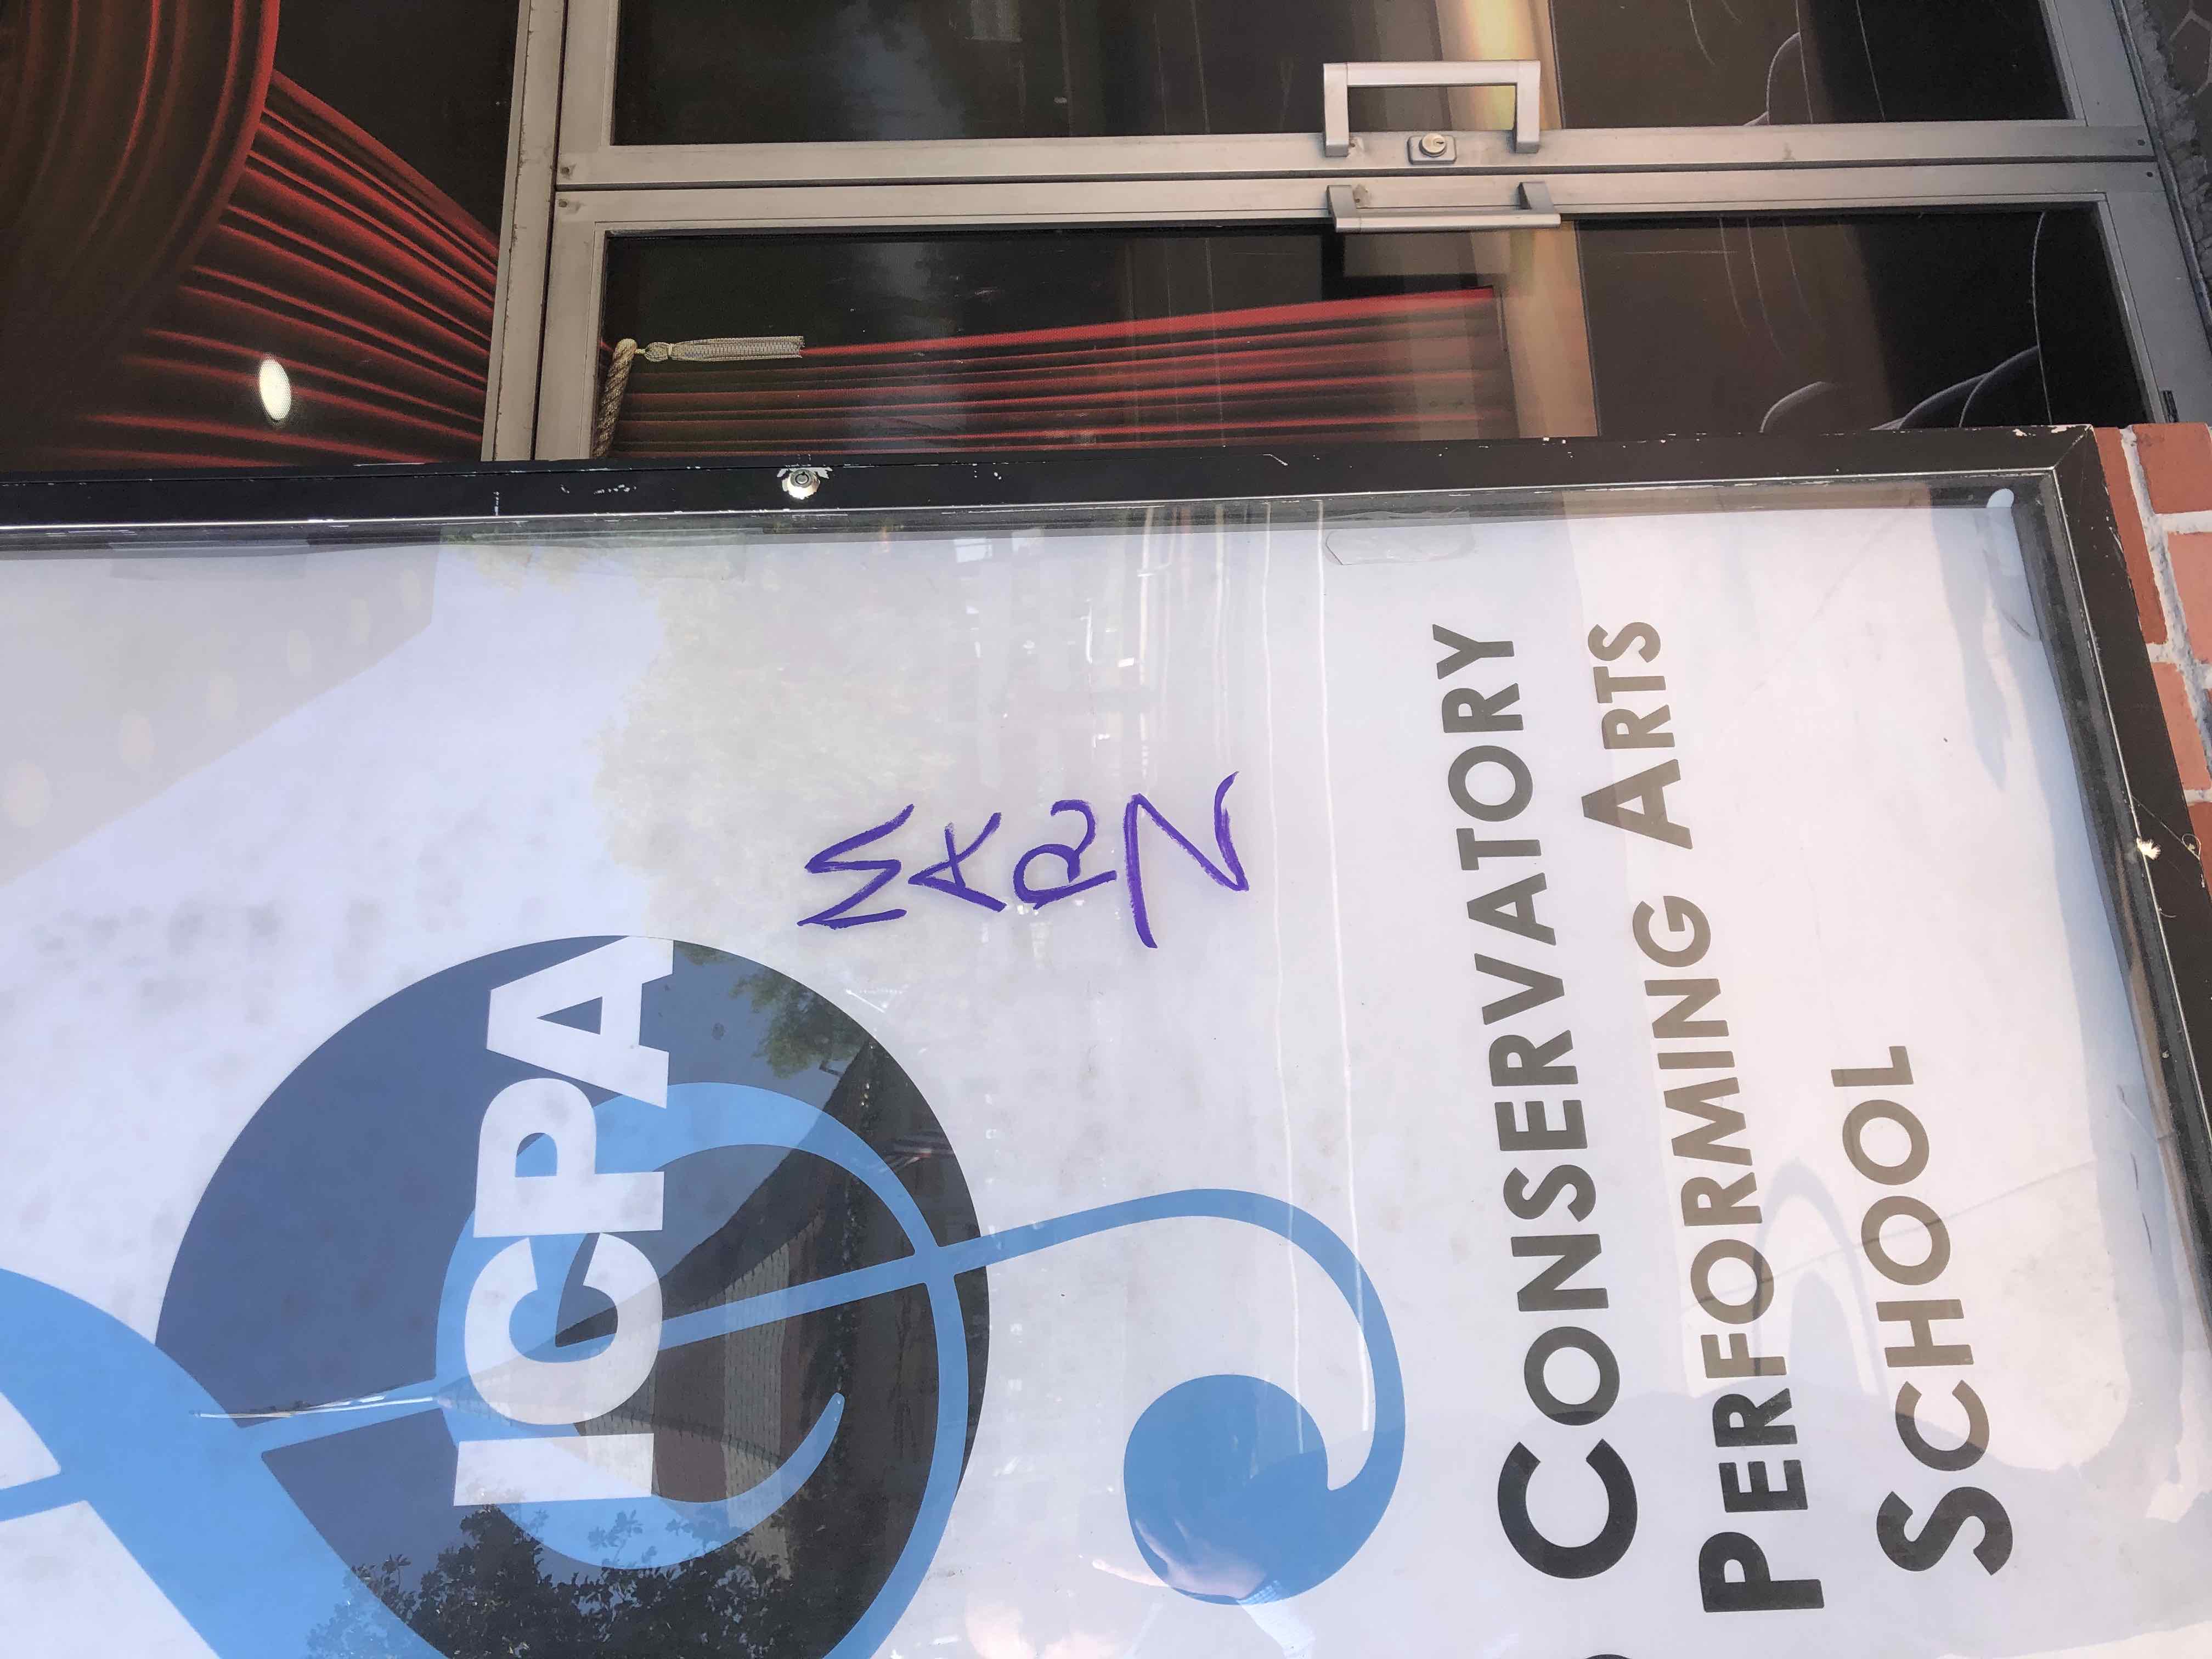 ICPA
CONSERVATORY
PERFORMING ARTS
SCHOOL